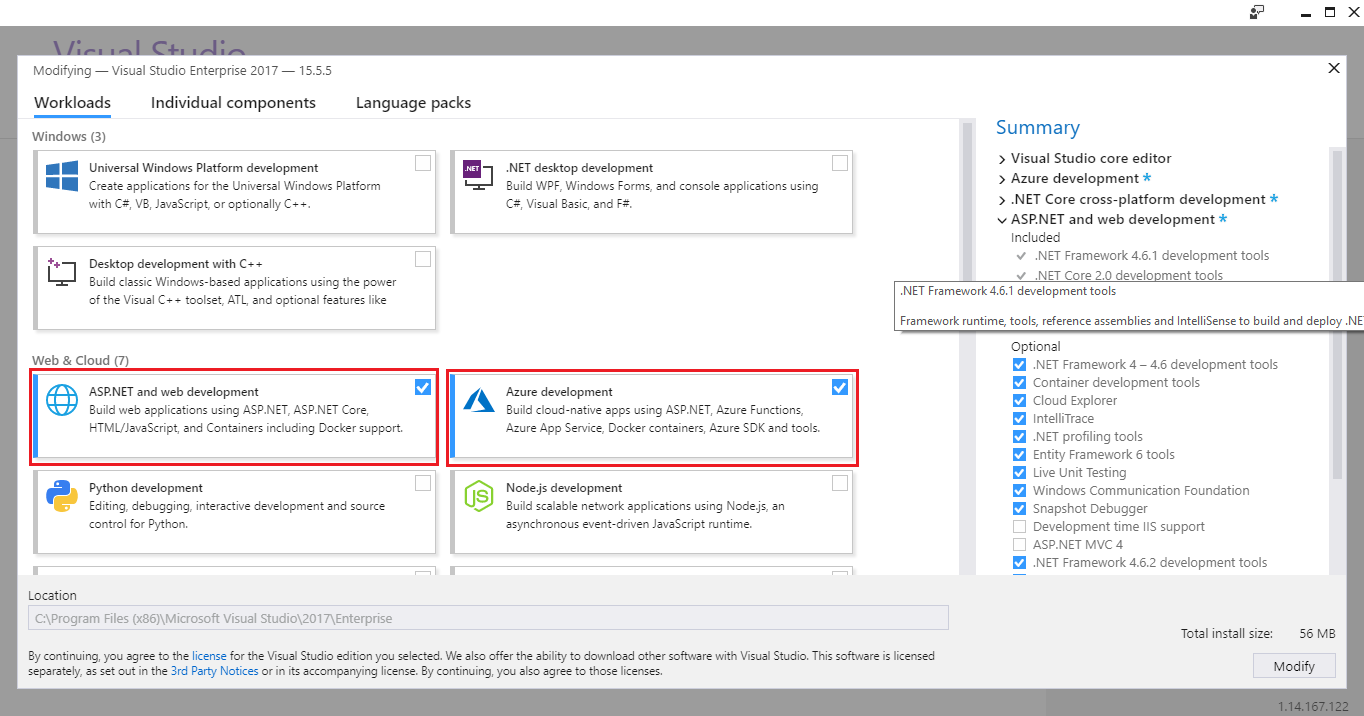 Visual Studio
Modifying — Visual Studio Enterprise 2017 — 15.5.5
Workloads
Individual components
Language packs
Windows (3)
Universal Windows Platform development
Create applications for the Universal Windows Platform
with C#, VB, JavaScript, or optionally C++.
.NET
.NET desktop development
Build WPF, Windows Forms, and console applications using
C#, Visual Basic, and F#.
Desktop development with C++
Build classic Windows-based applications using the power
of the Visual C++ toolset, ATL, and optional features like
Web & Cloud (7)
ASP.NET and web development
Build web applications using ASP.NET, ASP.NET Core,
HTML/JavaScript, and Containers including Docker support.
Azure development
Build cloud-native apps using ASP.NET, Azure Functions,
Azure App Service, Docker containers, Azure SDK and tools.
Python development
Editing, debugging, interactive development and source
control for Python.
JS
Node.js development
Build scalable network applications using Node.js, an
asynchronous event-driven JavaScript runtime.
Summary
Visual Studio core editor
Azure development *
.NET Core cross-platform development *
ASP.NET and web development *
Included
.NET Framework 4.6.1 development tools
.NET Core 2.0 development tools
.NET Framework 4.6.1 development tools
Framework runtime, tools, reference assemblies and IntelliSense to build and deploy .NE
Optional
.NET Framework 4 – 4.6 development tools
Container development tools
Cloud Explorer
IntelliTrace
.NET profiling tools
Entity Framework 6 tools
Live Unit Testing
Windows Communication Foundation
Snapshot Debugger
Development time IIS support
ASP.NET MVC 4
.NET Framework 4.6.2 development tools
Location
C:\Program Files (x86)\Microsoft Visual Studio\2017\Enterprise
By continuing, you agree to the license for the Visual Studio edition you selected. We also offer the ability to download other software with Visual Studio. This software is licensed
separately, as set out in the 3rd Party Notices or in its accompanying license. By continuing, you also agree to those licenses.
Total install size: 56 MB
Modify
1.14.167.122